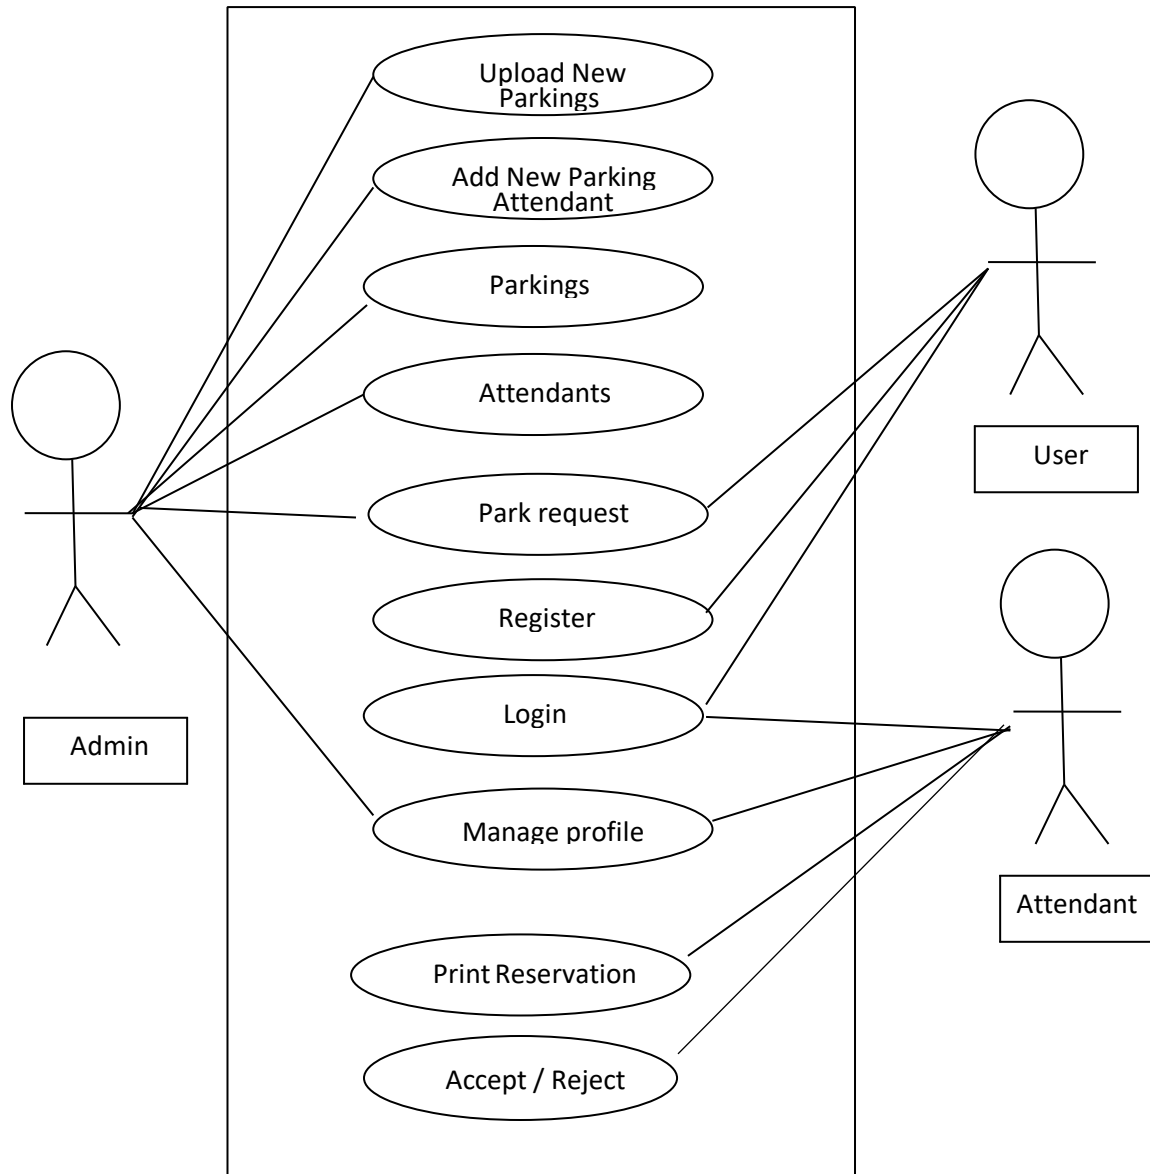 Upload New
Parkings
Add New Parking
Attendant
Parkings
Attendants
Park request
Register
Login
Manage profile
Print Reservation
Accept / Reject
Admin
User
Attendant